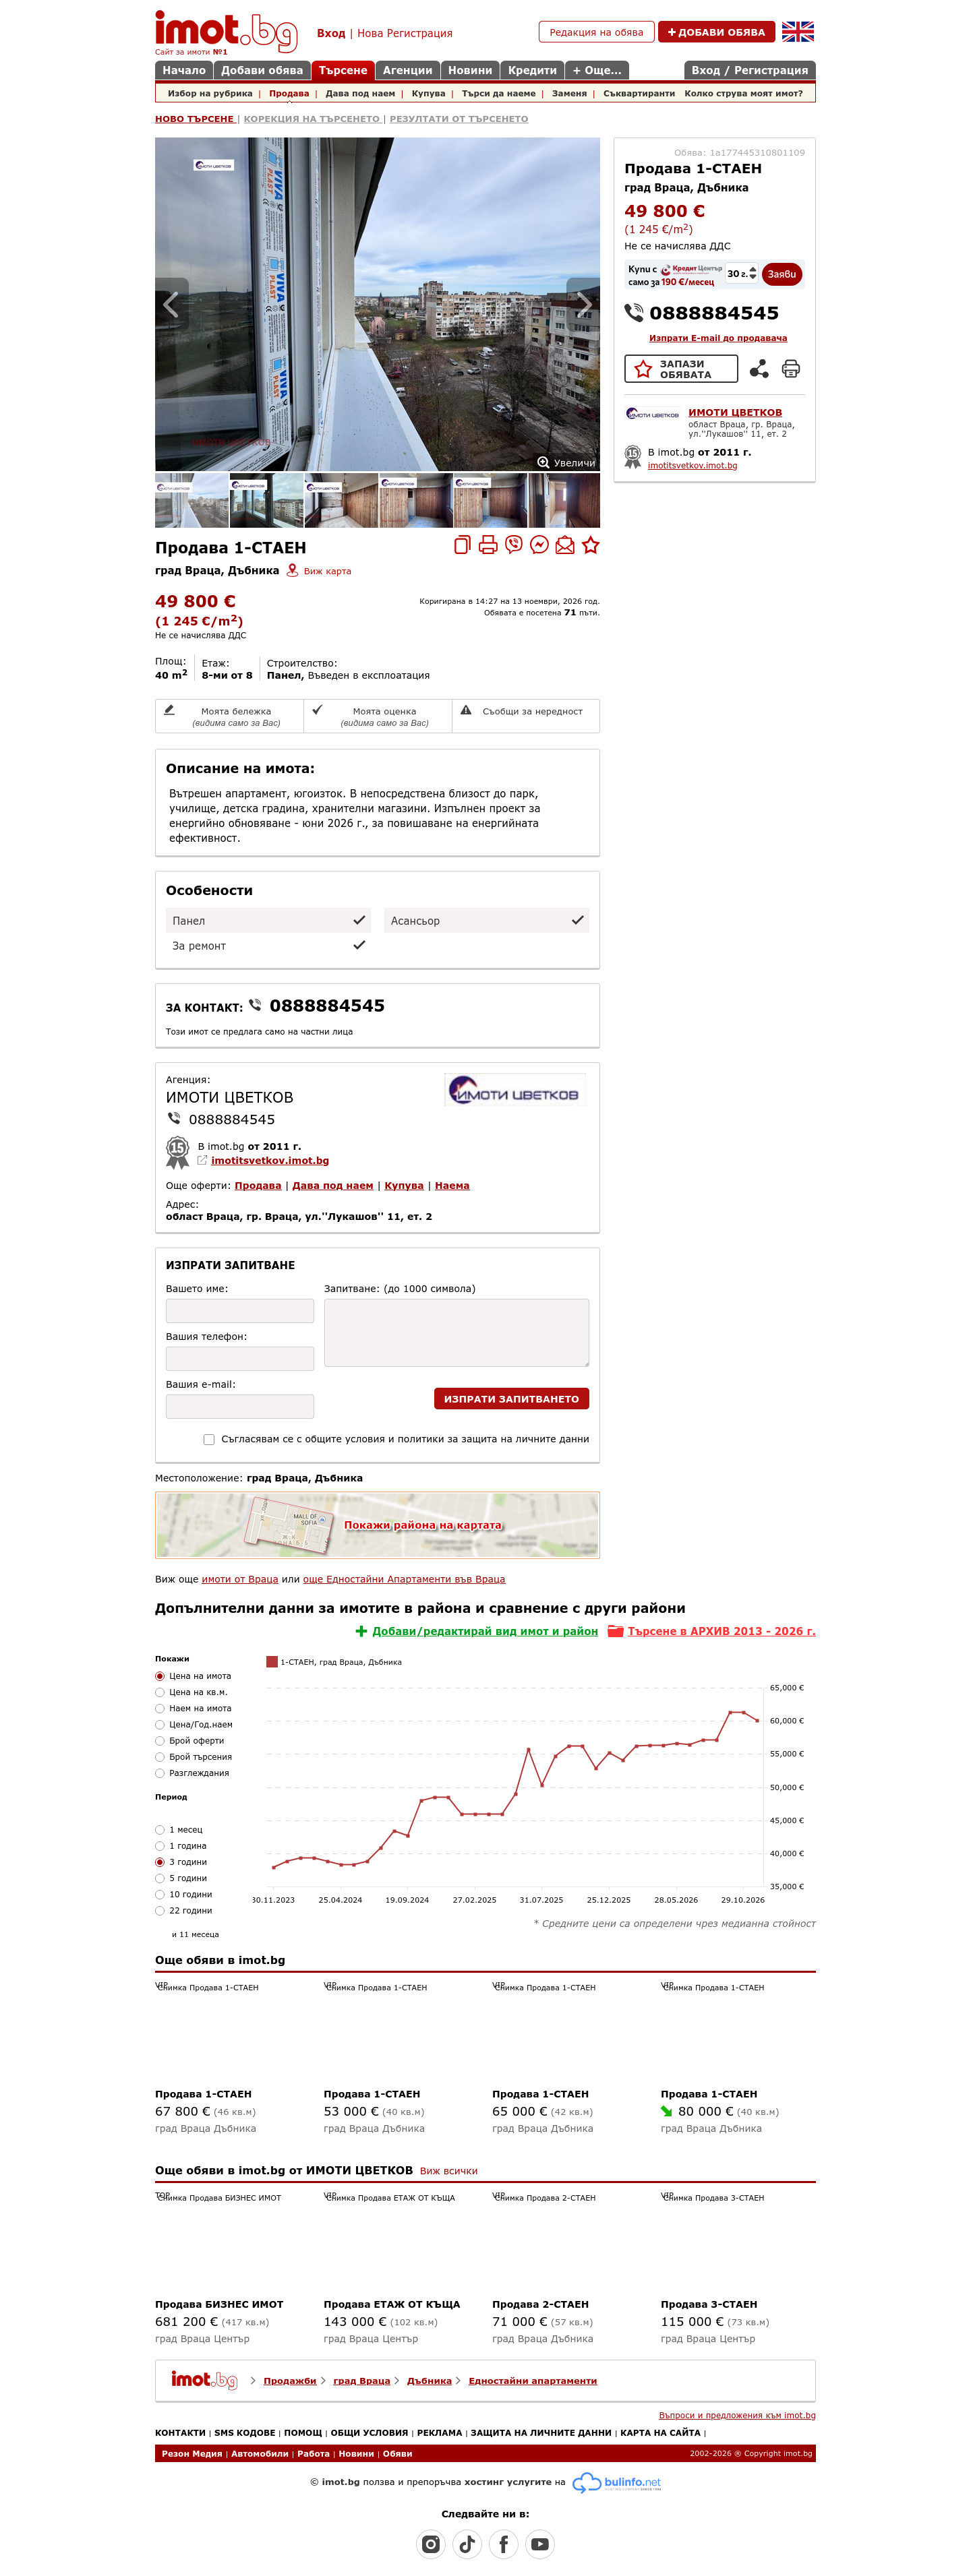 imot.bg
Сайт за имоти №1
Вход | Нова Регистрация
Редакция на обява
ДОБАВИ ОБЯВА
Начало
Добави обява
Търсене
Агенции
Новини
Кредити
+ Още...
Вход / Регистрация
Избор на рубрика | Продава | Дава под наем | Купува | Търси да наеме | Заменя | Съквартиранти Колко струва моят имот?
НОВО ТЪРСЕНЕ | КОРЕКЦИЯ НА ТЪРСЕНЕТО | РЕЗУЛТАТИ ОТ ТЪРСЕНЕТО
ИМОТИ ЦВЕТКОВ
VIVA PLAST
Увеличи
Обява: 1a177445310801109
Продава 1-СТАЕН
град Враца, Дъбника
49 800 €
(1 245 €/m2)
Не се начислява ДДС
Купи с Кредит Център
само за 190 €/месец
30 г.
Заяви
0888884545
Изпрати E-mail до продавача
ЗАПАЗИ
ОБЯВАТА
ИМОТИ ЦВЕТКОВ
ИМОТИ ЦВЕТКОВ
област Враца, гр. Враца,
ул.''Лукашов'' 11, ет. 2
15
В imot.bg от 2011 г.
imotitsvetkov.imot.bg
Продава 1-СТАЕН
град Враца, Дъбника Виж карта
49 800 €
(1 245 €/m2)
Не се начислява ДДС
Коригирана в 14:27 на 13 ноември, 2026 год.
Обявата е посетена 71 пъти.
Площ:
40 m2
Етаж:
8-ми от 8
Строителство:
Панел, Въведен в експлоатация
Моята бележка
(видима само за Вас)
Моята оценка
(видима само за Вас)
Съобщи за нередност
Описание на имота:
Вътрешен апартамент, югоизток. В непосредствена близост до парк,
училище, детска градина, хранителни магазини. Изпълнен проект за
енергийно обновяване - юни 2026 г., за повишаване на енергийната
ефективност.
Особености
Панел
Асансьор
За ремонт
ЗА КОНТАКТ: 0888884545
Този имот се предлага само на частни лица
Агенция:
ИМОТИ ЦВЕТКОВ
ИМОТИ ЦВЕТКОВ
0888884545
15
В imot.bg от 2011 г.
imotitsvetkov.imot.bg
Още оферти: Продава | Дава под наем | Купува | Наема
Адрес:
област Враца, гр. Враца, ул.''Лукашов'' 11, ет. 2
ИЗПРАТИ ЗАПИТВАНЕ
Вашето име:
Запитване: (до 1000 символа)
Вашия телефон:
Вашия e-mail:
ИЗПРАТИ ЗАПИТВАНЕТО
Съгласявам се с общите условия и политики за защита на личните данни
Местоположение: град Враца, Дъбника
MALL OF
SOFIA
Покажи района на картата
Виж още имоти от Враца или още Едностайни Апартаменти във Враца
Допълнителни данни за имотите в района и сравнение с други райони
Добави/редактирай вид имот и район
Търсене в АРХИВ 2013 - 2026 г.
Покажи
Цена на имота
Цена на кв.м.
Наем на имота
Цена/Год.наем
Брой оферти
Брой търсения
Разглеждания
Период
1 месец
1 година
3 години
5 години
10 години
22 години
и 11 месеца
1-СТАЕН, град Враца, Дъбника
65,000 €
60,000 €
55,000 €
50,000 €
45,000 €
40,000 €
35,000 €
30.11.2023 25.04.2024 19.09.2024 27.02.2025 31.07.2025 25.12.2025 28.05.2026 29.10.2026
* Средните цени са определени чрез медианна стойност
Още обяви в imot.bg
VIP Снимка Продава 1-СТАЕН
VIP Снимка Продава 1-СТАЕН
VIP Снимка Продава 1-СТАЕН
VIP Снимка Продава 1-СТАЕН
Продава 1-СТАЕН
67 800 € (46 кв.м)
град Враца Дъбника
Продава 1-СТАЕН
53 000 € (40 кв.м)
град Враца Дъбника
Продава 1-СТАЕН
65 000 € (42 кв.м)
град Враца Дъбника
Продава 1-СТАЕН
80 000 € (40 кв.м)
град Враца Дъбника
Още обяви в imot.bg от ИМОТИ ЦВЕТКОВ Виж всички
TOP Снимка Продава БИЗНЕС ИМОТ
VIP Снимка Продава ЕТАЖ ОТ КЪЩА
VIP Снимка Продава 2-СТАЕН
VIP Снимка Продава 3-СТАЕН
Продава БИЗНЕС ИМОТ
681 200 € (417 кв.м)
град Враца Център
Продава ЕТАЖ ОТ КЪЩА
143 000 € (102 кв.м)
град Враца Център
Продава 2-СТАЕН
71 000 € (57 кв.м)
град Враца Дъбника
Продава 3-СТАЕН
115 000 € (73 кв.м)
град Враца Център
imot.bg Продажби град Враца Дъбника Едностайни апартаменти
Въпроси и предложения към imot.bg
КОНТАКТИ | SMS КОДОВЕ | ПОМОЩ | ОБЩИ УСЛОВИЯ | РЕКЛАМА | ЗАЩИТА НА ЛИЧНИТЕ ДАННИ | КАРТА НА САЙТА |
Резон Медия | Автомобили | Работа | Новини | Обяви
2002-2026 ® Copyright imot.bg
© imot.bg ползва и препоръчва хостинг услугите на bulinfo.net
Следвайте ни в: